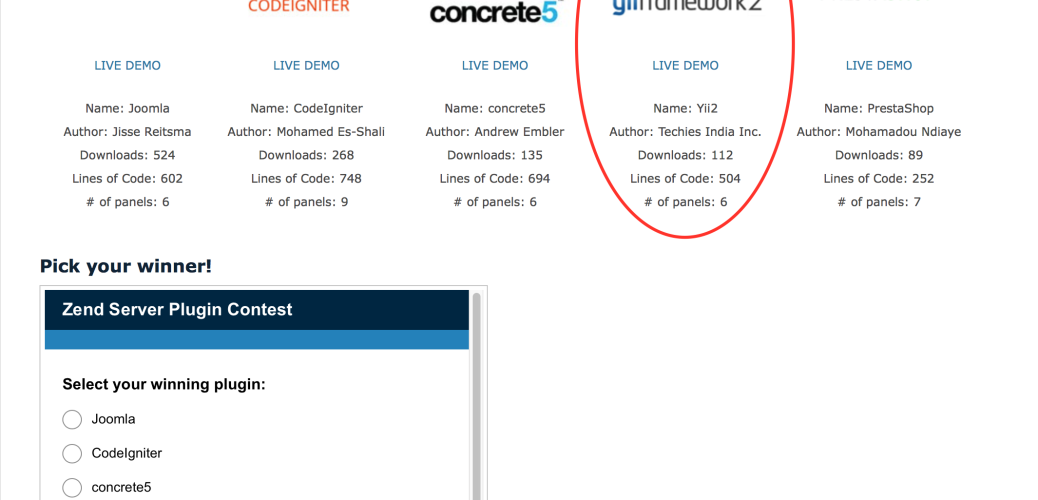 CODEIGNITER
concrete5
yiiframework2
LIVE DEMO LIVE DEMO LIVE DEMO LIVE DEMO LIVE DEMO
Name: Joomla Name: CodeIgniter Name: concrete5 Name: Yii2 Name: PrestaShop
Author: Jisse Reitsma Author: Mohamed Es-Shali Author: Andrew Embler Author: Techies India Inc. Author: Mohamadou Ndiaye
Downloads: 524 Downloads: 268 Downloads: 135 Downloads: 112 Downloads: 89
Lines of Code: 602 Lines of Code: 748 Lines of Code: 694 Lines of Code: 504 Lines of Code: 252
# of panels: 6 # of panels: 9 # of panels: 6 # of panels: 6 # of panels: 7
Pick your winner!
Zend Server Plugin Contest
Select your winning plugin:
Joomla
CodeIgniter
concrete5